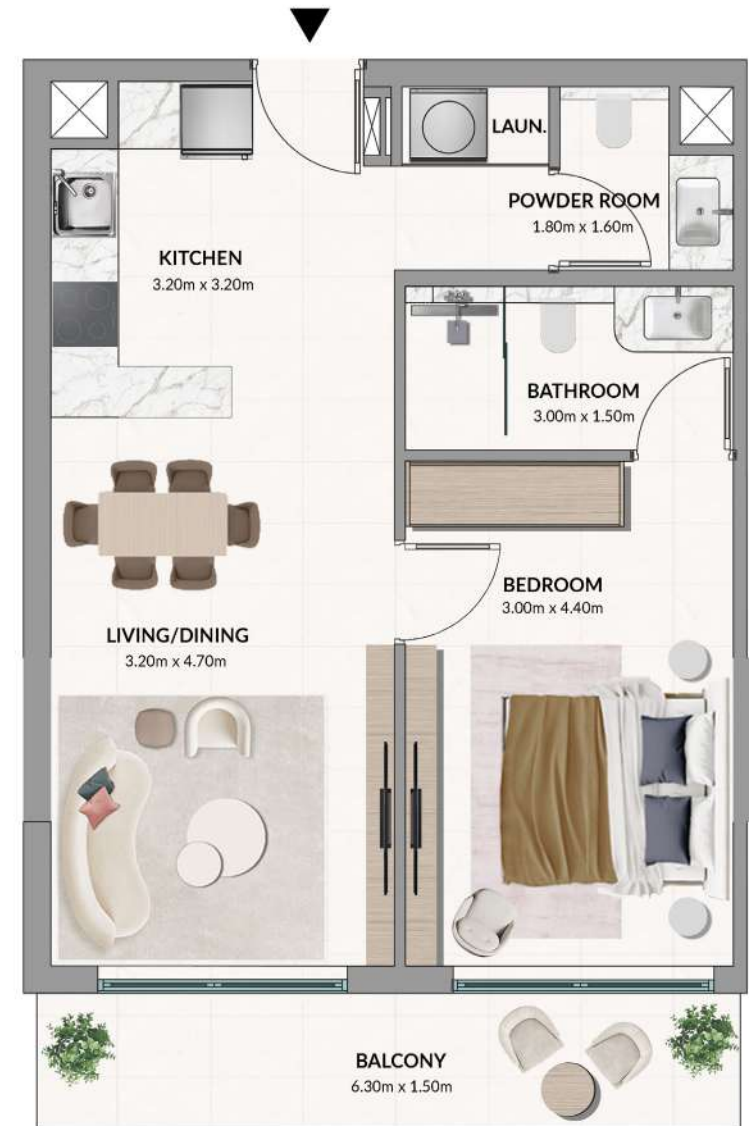 LAUN.
POWDER ROOM
1.80m x 1.60m
KITCHEN
3.20m x 3.20m
BATHROOM
3.00m x 1.50m
BEDROOM
3.00m x 4.40m
LIVING/DINING
3.20m x 4.70m
BALCONY
6.30m x 1.50m